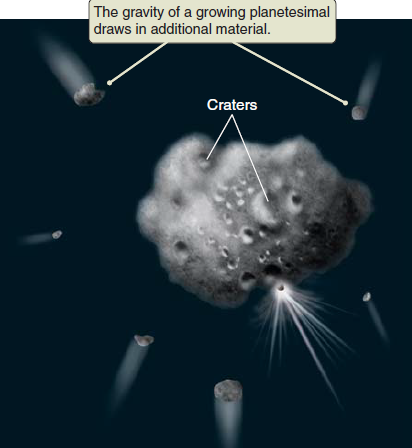 The gravity of a growing planetesimal
draws in additional material.
Craters